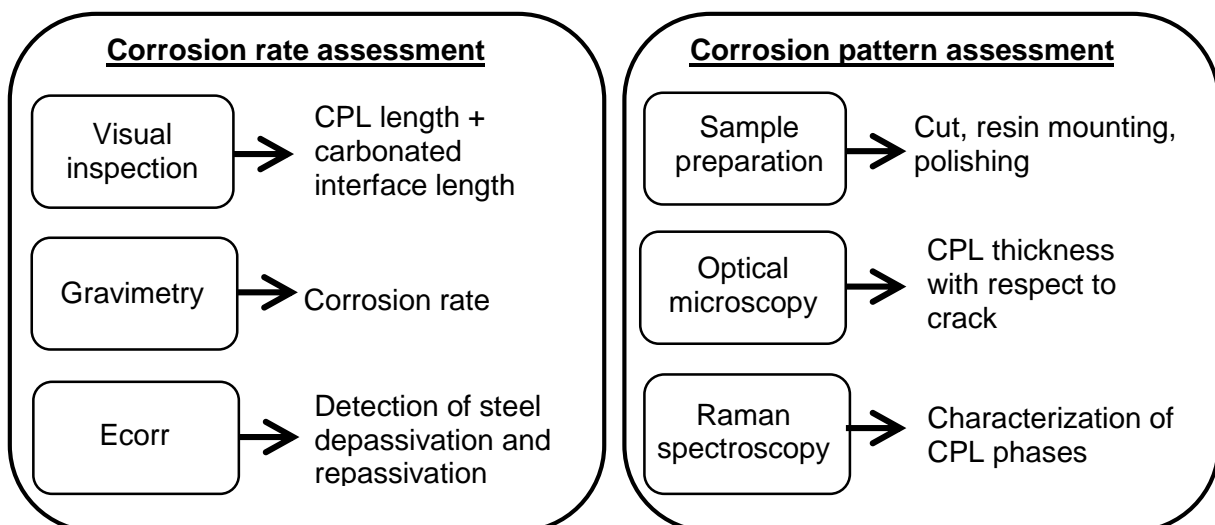 Corrosion rate assessment
Visual
inspection
CPL length +
carbonated
interface length
Gravimetry
Corrosion rate
Ecorr
Detection of steel
depassivation and
repassivation
Corrosion pattern assessment
Sample
preparation
Cut, resin mounting,
polishing
Optical
microscopy
CPL thickness
with respect to
crack
Raman
spectroscopy
Characterization of
CPL phases